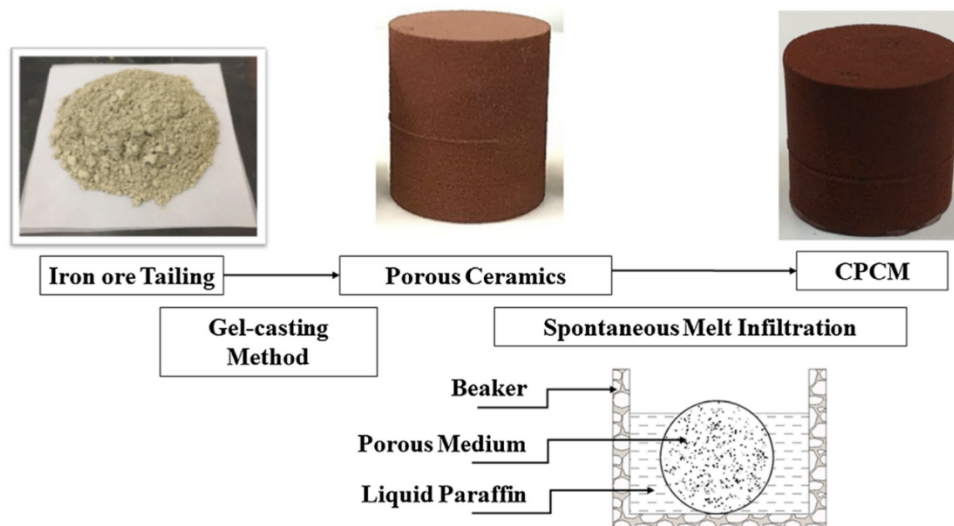 Iron ore Tailing
Porous Ceramics
CPCM
Gel-casting
Method
Spontaneous Melt Infiltration
Beaker
Porous Medium
Liquid Paraffin